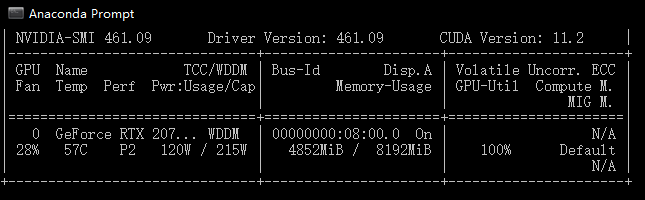 Anaconda Prompt
| NVIDIA-SMI 461.09       Driver Version: 461.09       CUDA Version: 11.2     |
|-------------------------------+----------------------+----------------------+
| GPU  Name            TCC/WDDM | Bus-Id        Disp.A | Volatile Uncorr. ECC |
| Fan  Temp  Perf  Pwr:Usage/Cap|         Memory-Usage | GPU-Util  Compute M. |
|                               |                      |               MIG M. |
|===============================+======================+======================|
|   0  GeForce RTX 207... WDDM  | 00000000:08:00.0  On |                  N/A |
| 28%   57C    P2   120W / 215W |   4852MiB /  8192MiB |    100%      Default |
|                               |                      |                  N/A |
+-------------------------------+----------------------+----------------------+